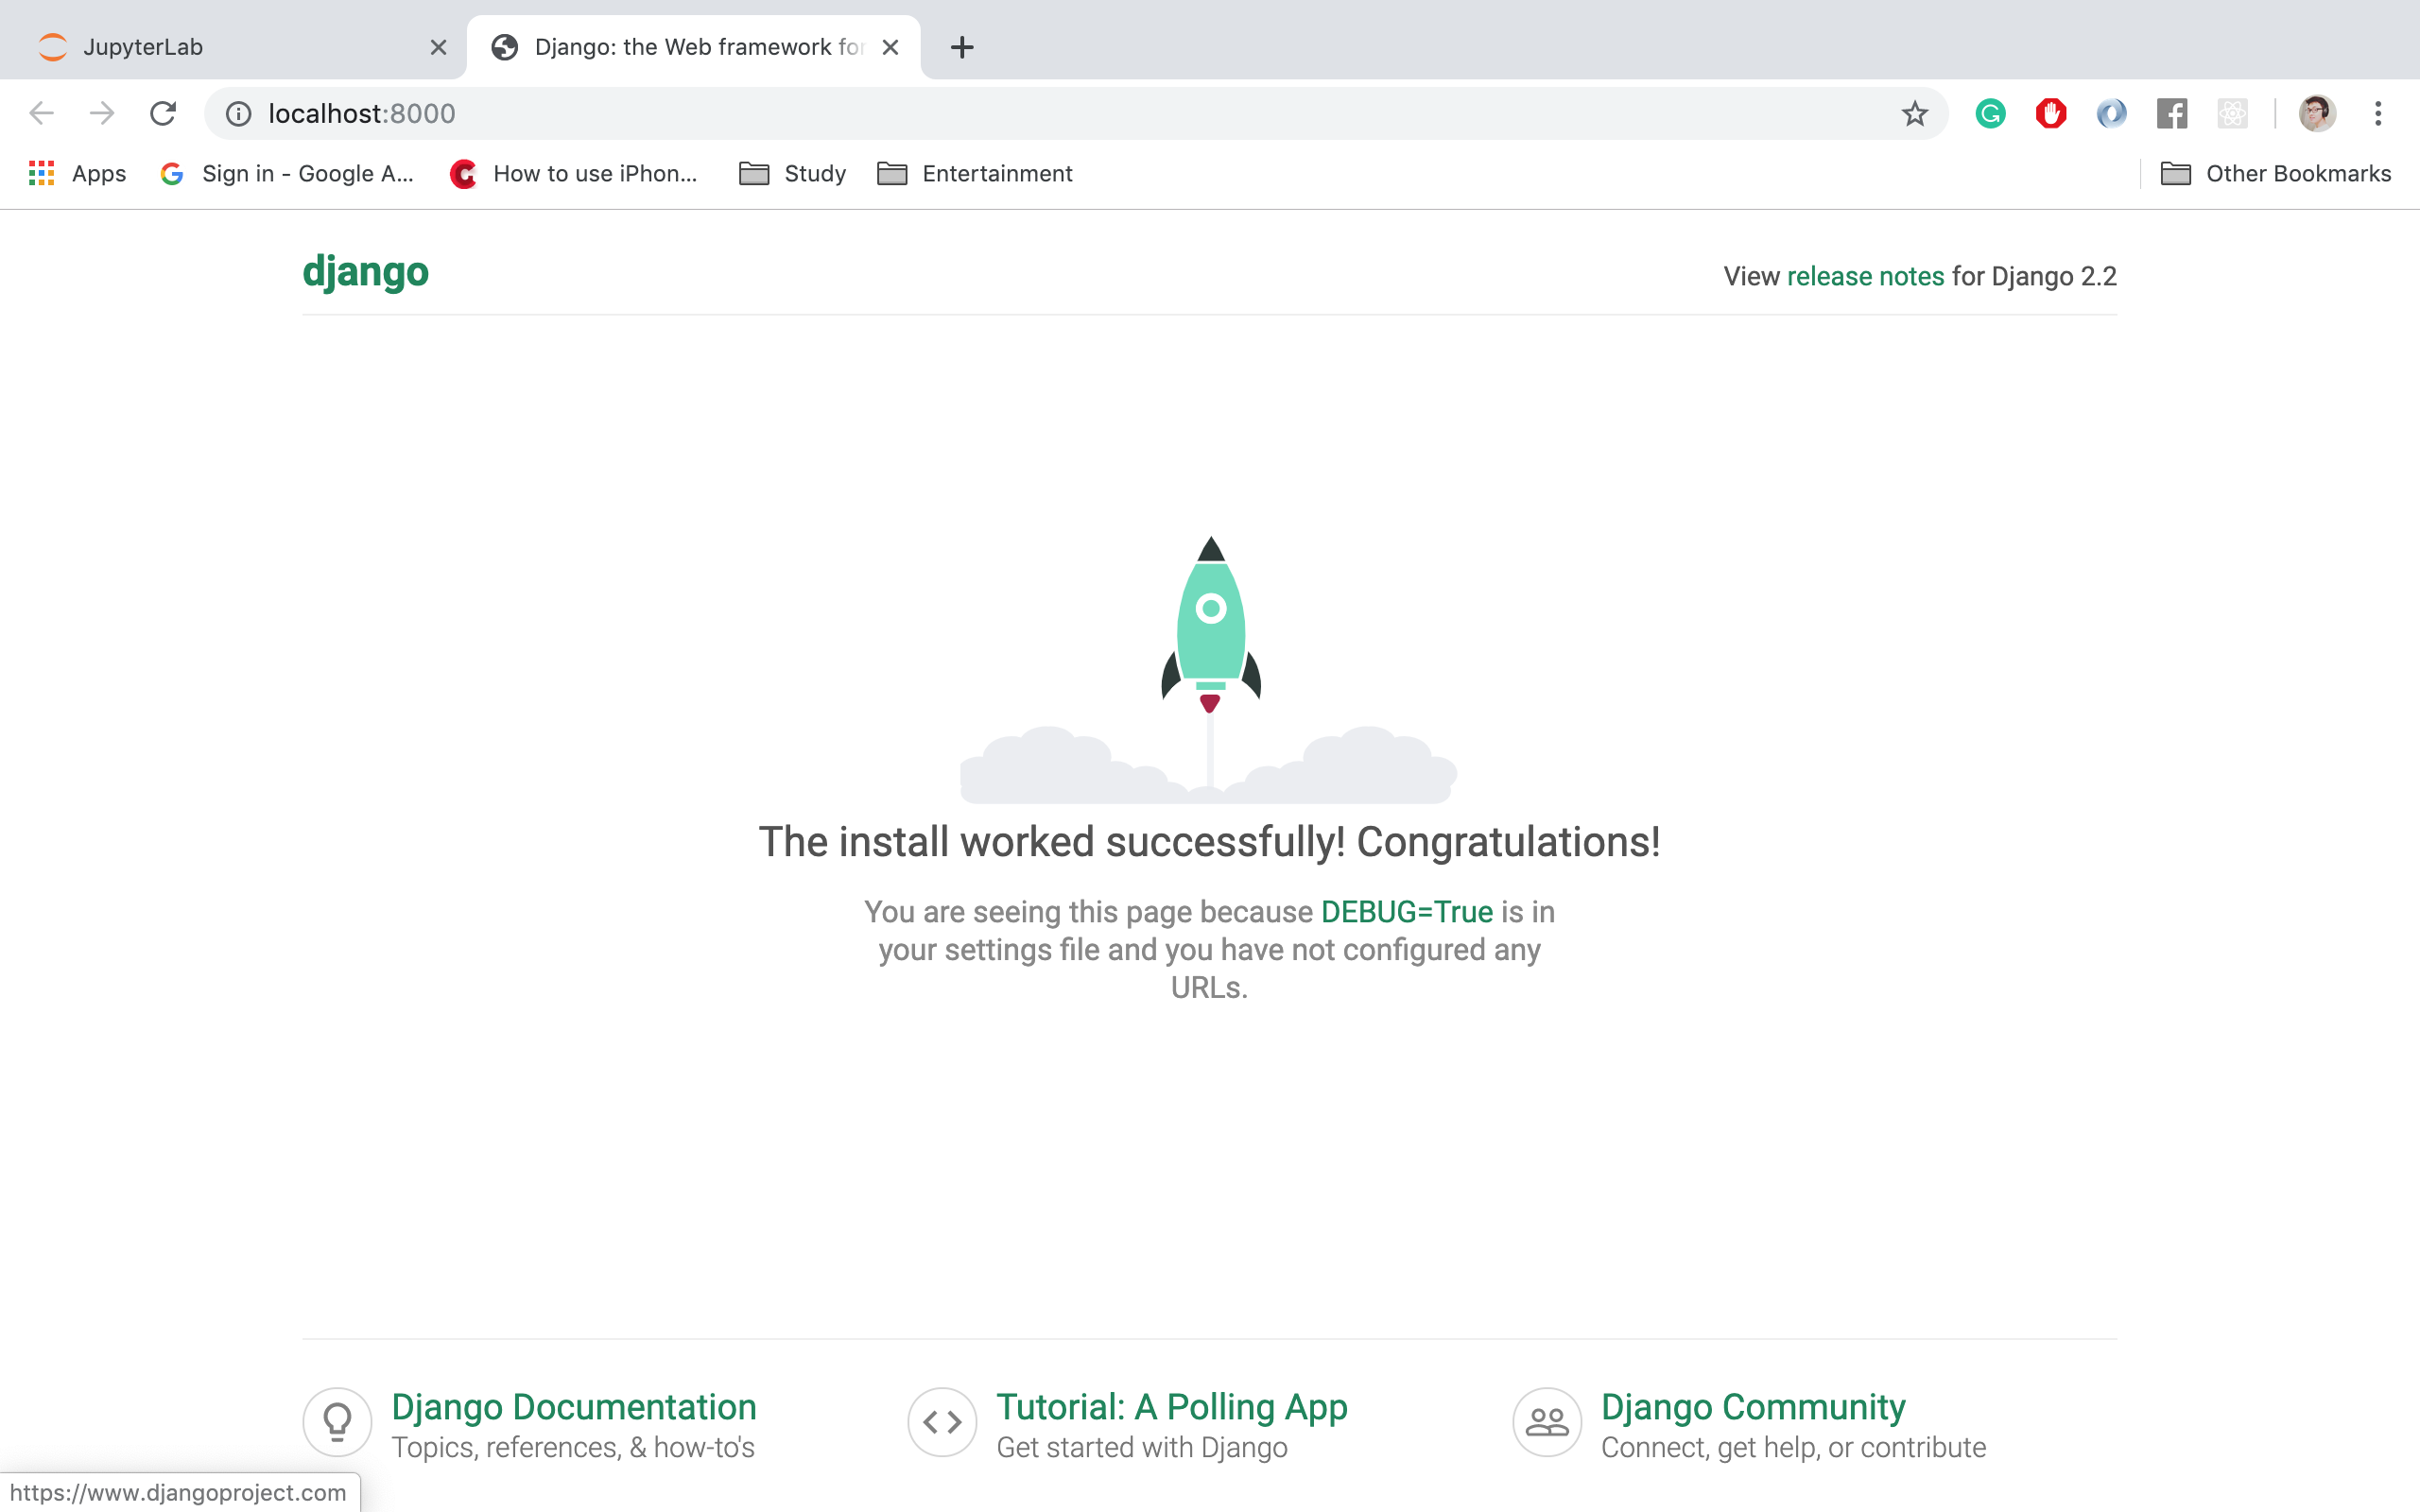 JupyterLab
Django: the Web framework for
localhost:8000
Apps
Sign in - Google A...
How to use iPhon...
Study
Entertainment
Other Bookmarks
django
View release notes for Django 2.2
The install worked successfully! Congratulations!
You are seeing this page because DEBUG=True is in
your settings file and you have not configured any
URLs.
Django Documentation
Topics, references, & how-to's
Tutorial: A Polling App
Get started with Django
Django Community
Connect, get help, or contribute
https://www.djangoproject.com